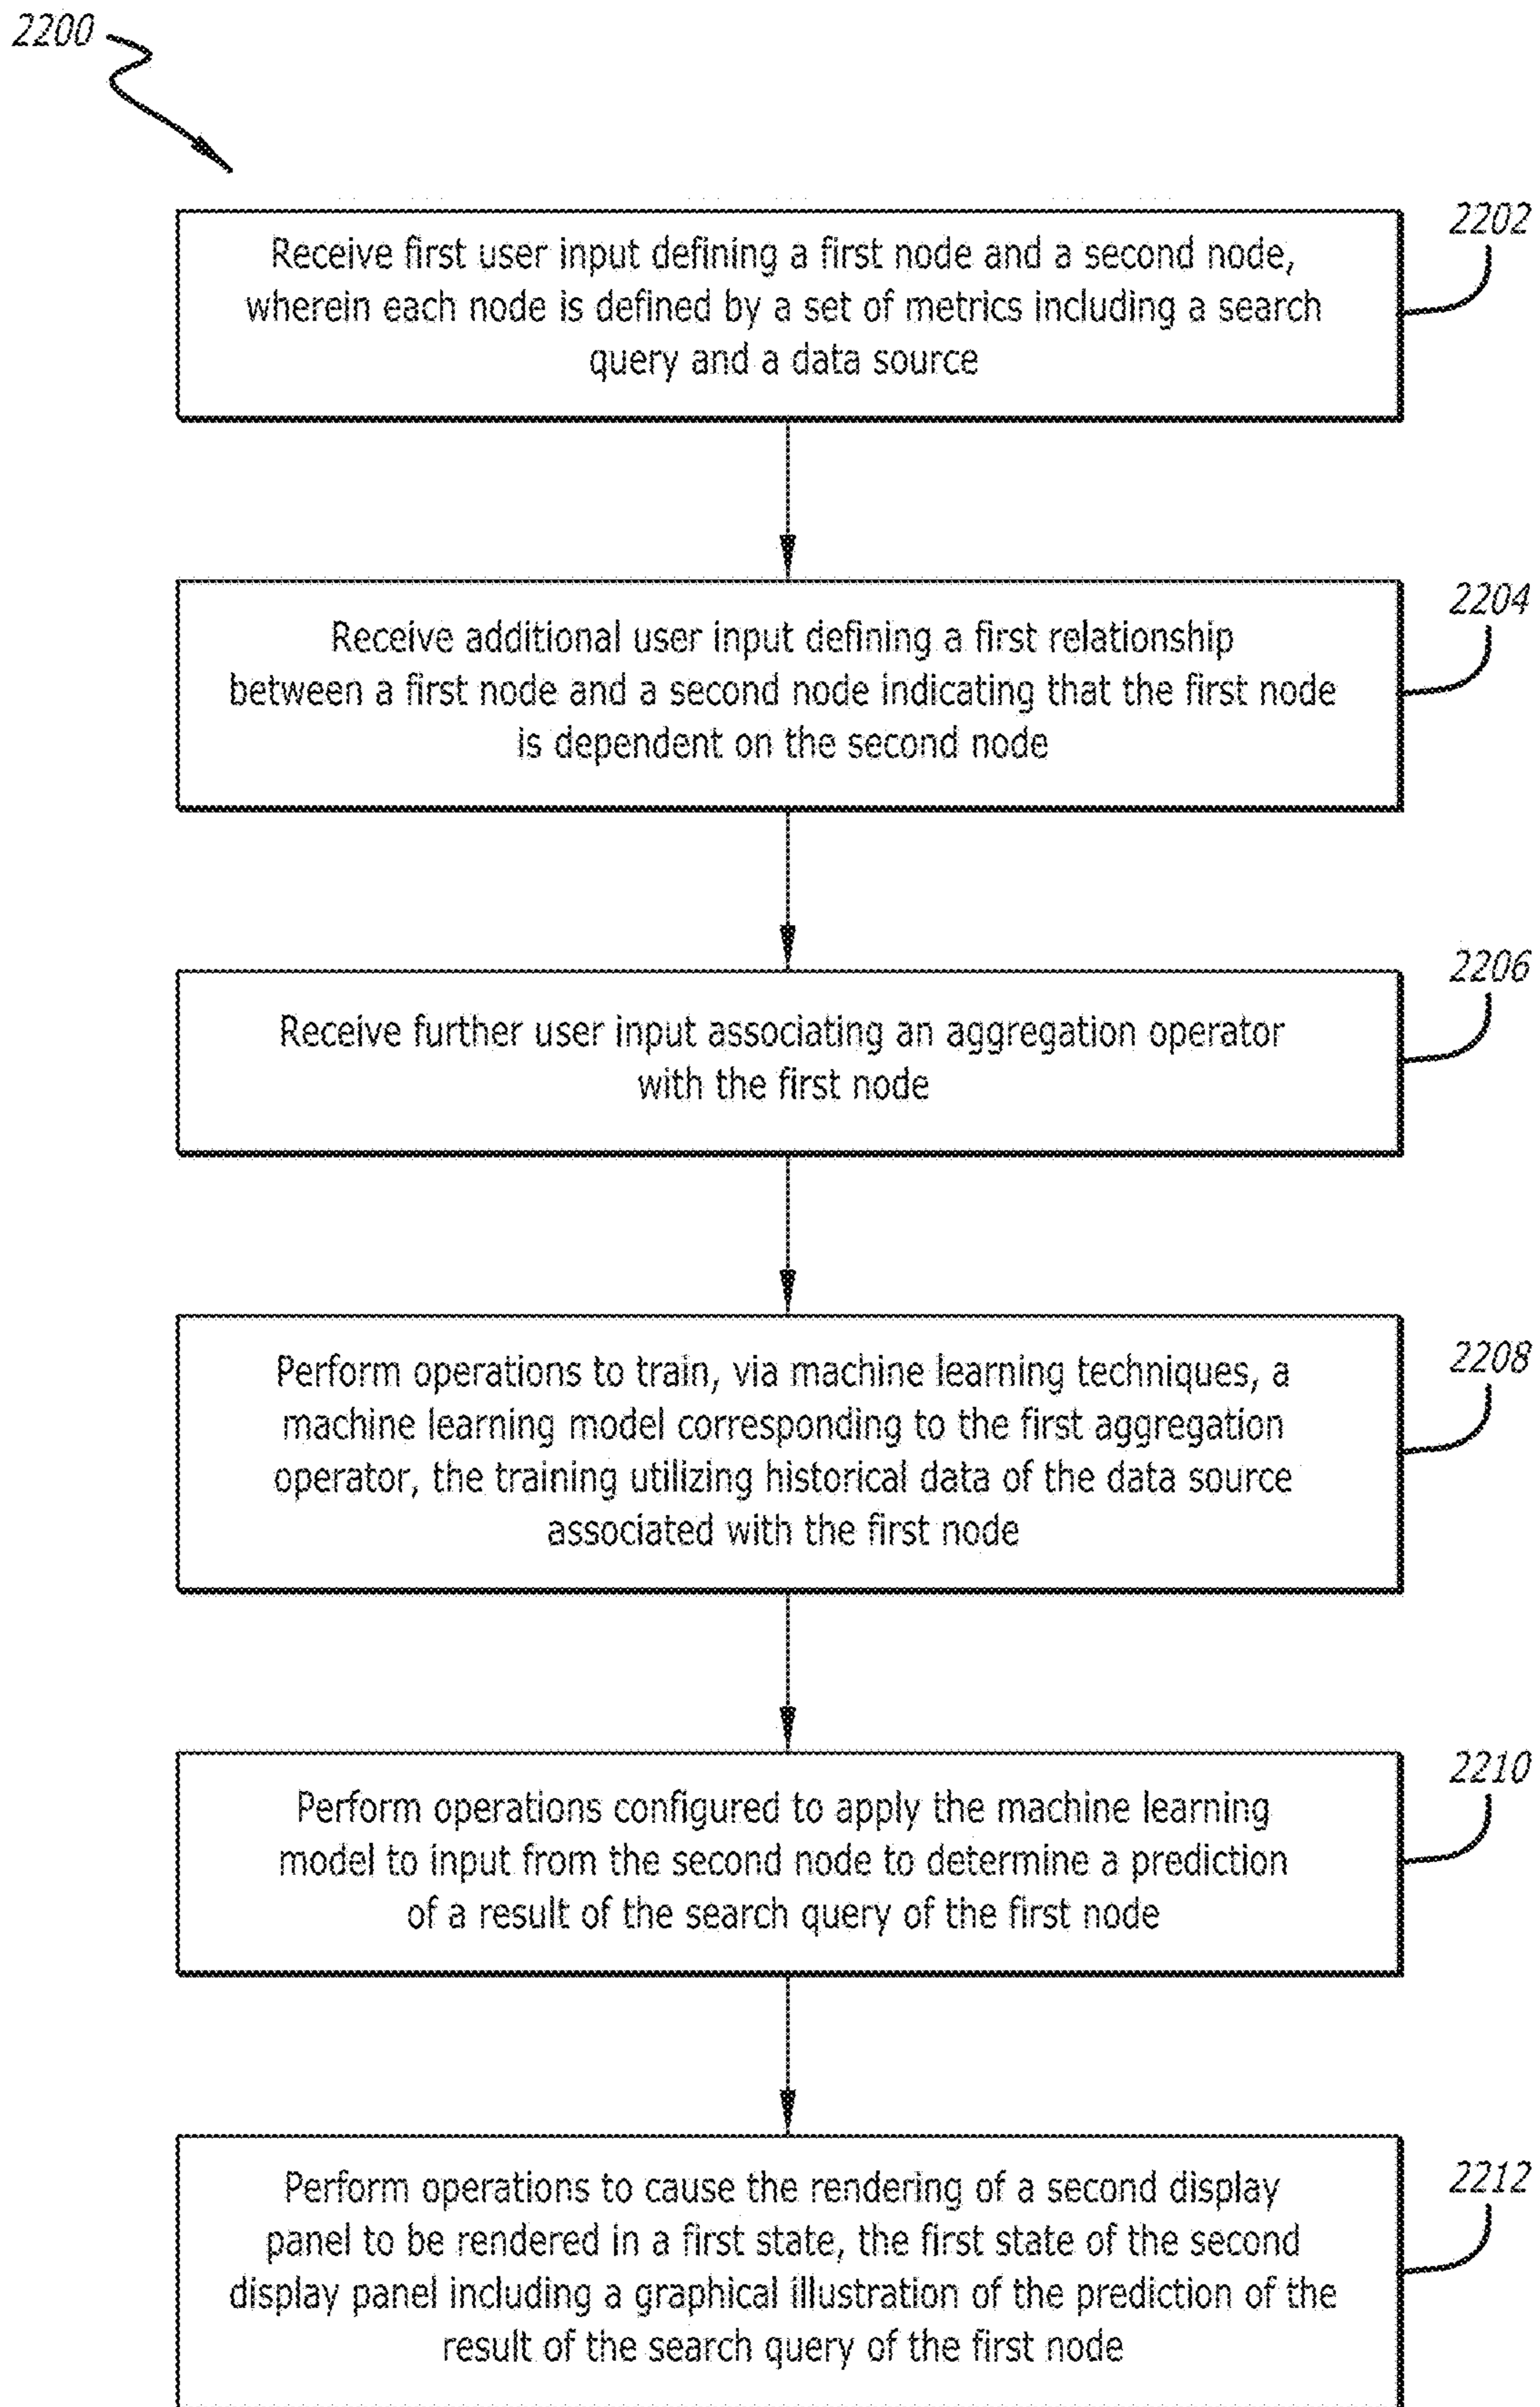 2200
2202
Receive first user input defining a first node and a second node,
wherein each node is defined by a set of metrics including a search
query and a data source
2204
Receive additional user input defining a first relationship
between a first node and a second node indicating that the first node
is dependent on the second node
2206
Receive further user input associating an aggregation operator
with the first node
2208
Perform operations to train, via machine learning techniques, a
machine learning model corresponding to the first aggregation
operator, the training utilizing historical data of the data source
associated with the first node
2210
Perform operations configured to apply the machine learning
model to input from the second node to determine a prediction
of a result of the search query of the first node
2212
Perform operations to cause the rendering of a second display
panel to be rendered in a first state, the first state of the second
display panel including a graphical illustration of the prediction of the
result of the search query of the first node